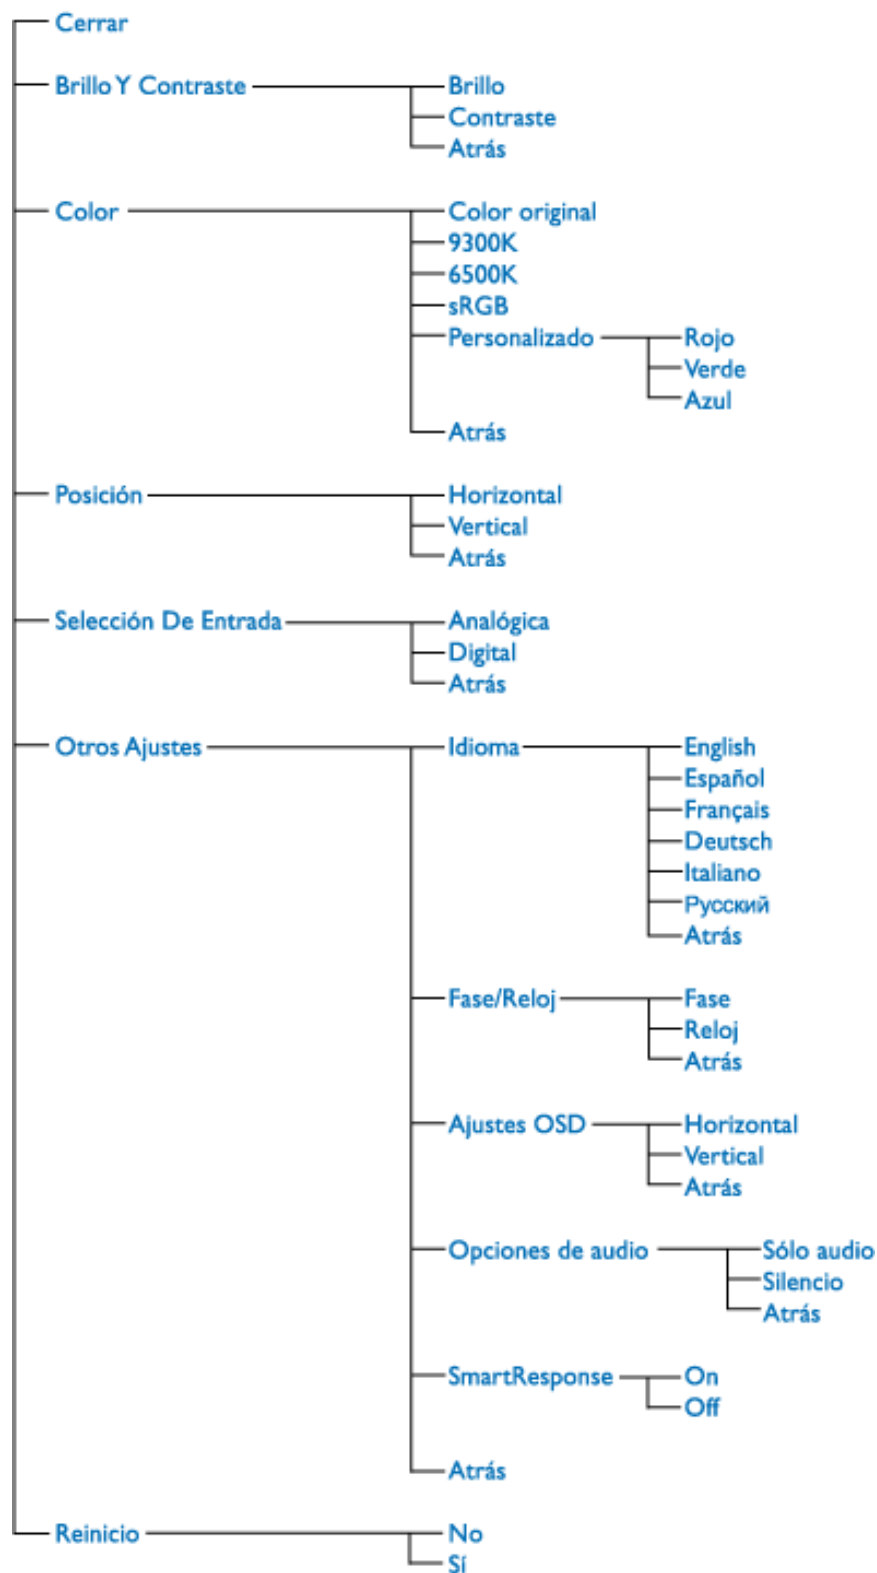 Cerrar
Brillo Y Contraste Brillo
Contraste
Atrás
Color Color original
9300K
6500K
sRGB
Personalizado Rojo
Verde
Azul
Atrás
Posición Horizontal
Vertical
Atrás
Selección De Entrada Analógica
Digital
Atrás
Otros Ajustes Idioma English
Español
Français
Deutsch
Italiano
Русский
Atrás
Fase/Reloj Fase
Reloj
Atrás
Ajustes OSD Horizontal
Vertical
Atrás
Opciones de audio Sólo audio
Silencio
Atrás
SmartResponse On
Off
Atrás
Reinicio No
Sí